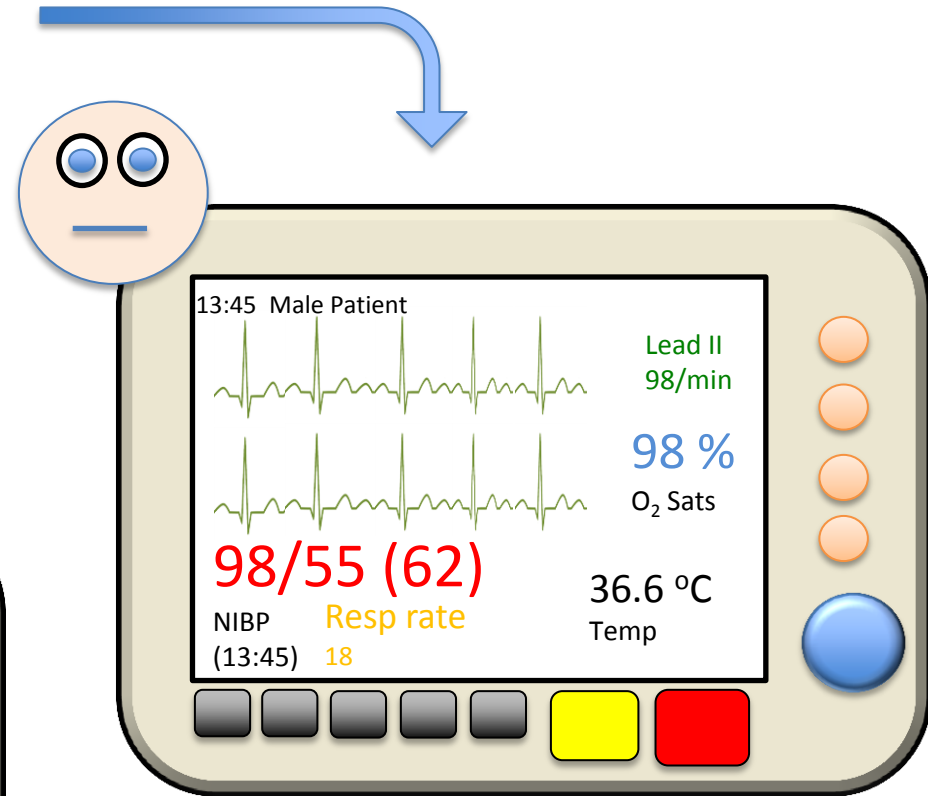 13:45 Male Patient
Lead II
98/min
98 %
O₂ Sats
98/55 (62)
NIBP
(13:45)
Resp rate
18
36.6 ⁰C
Temp